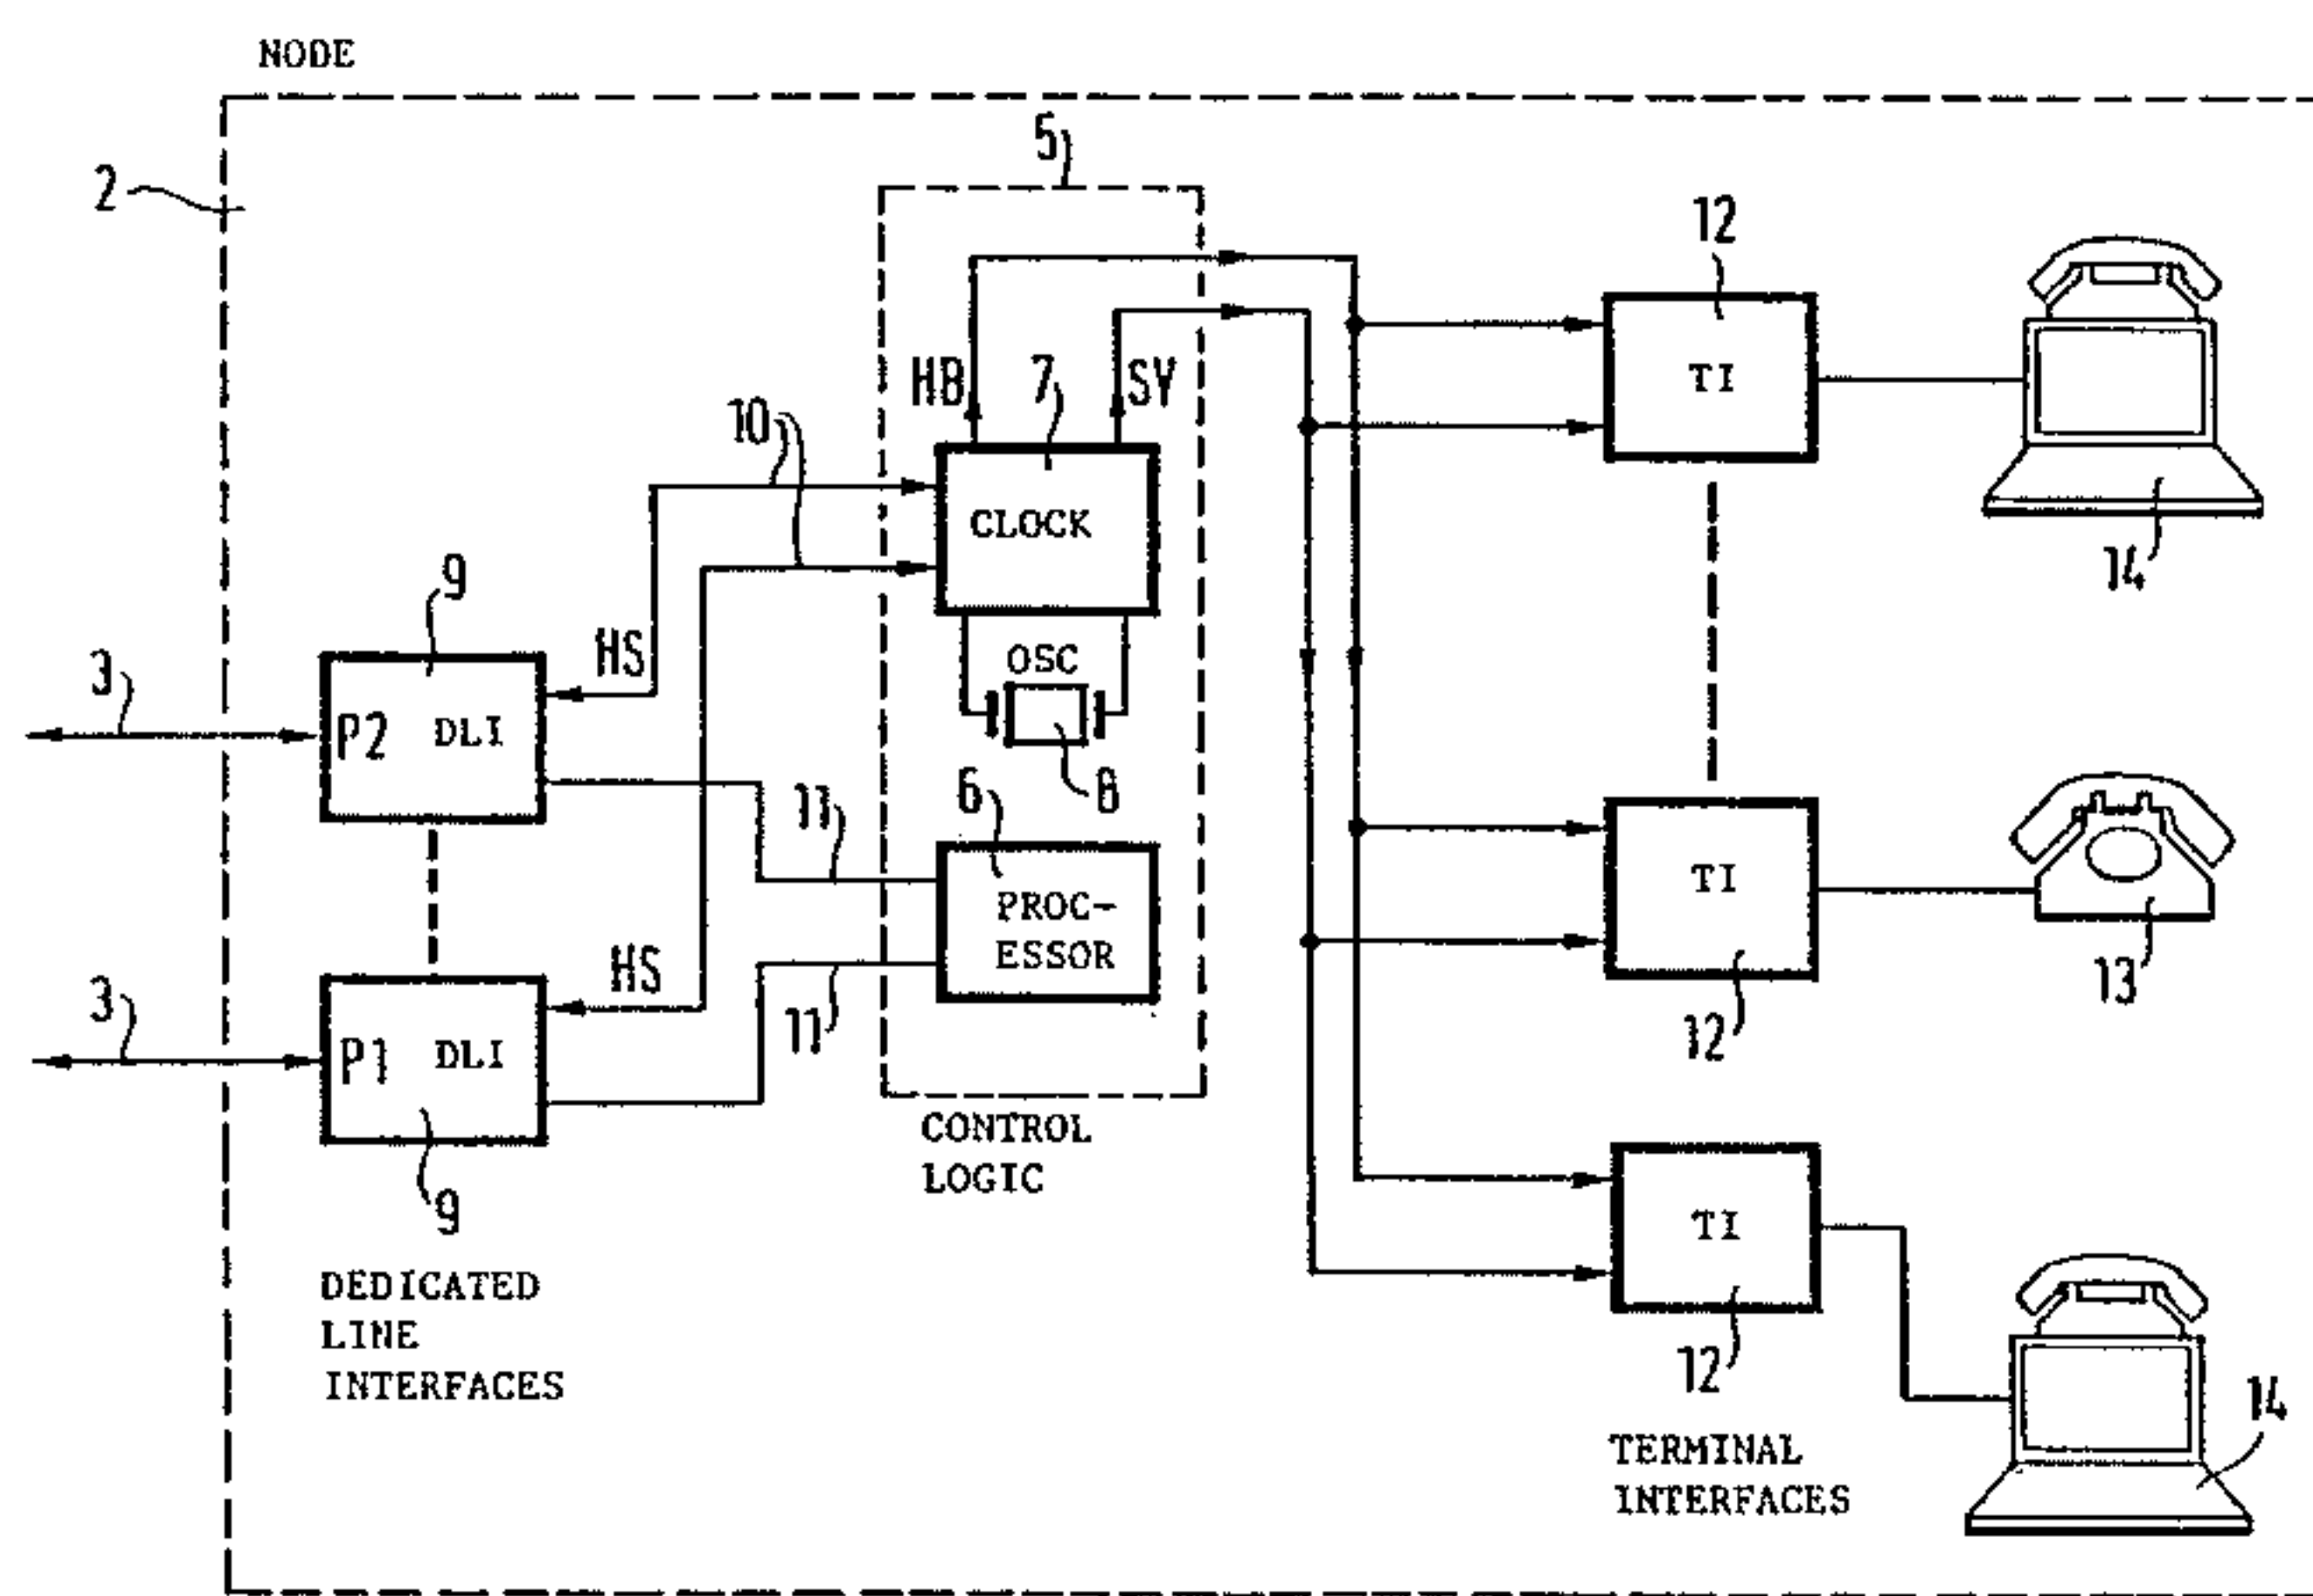 NODE
5
2
12
HB
7
SV
10
TI
CLOCK
14
9
HS
OSC
3
P2 DLI
6
8
11
TI
PROC-
ESSOR
HS
13
3
11
12
P1 DLI
CONTROL
LOGIC
9
TI
DEDICATED
LINE
INTERFACES
12
14
TERMINAL
INTERFACES